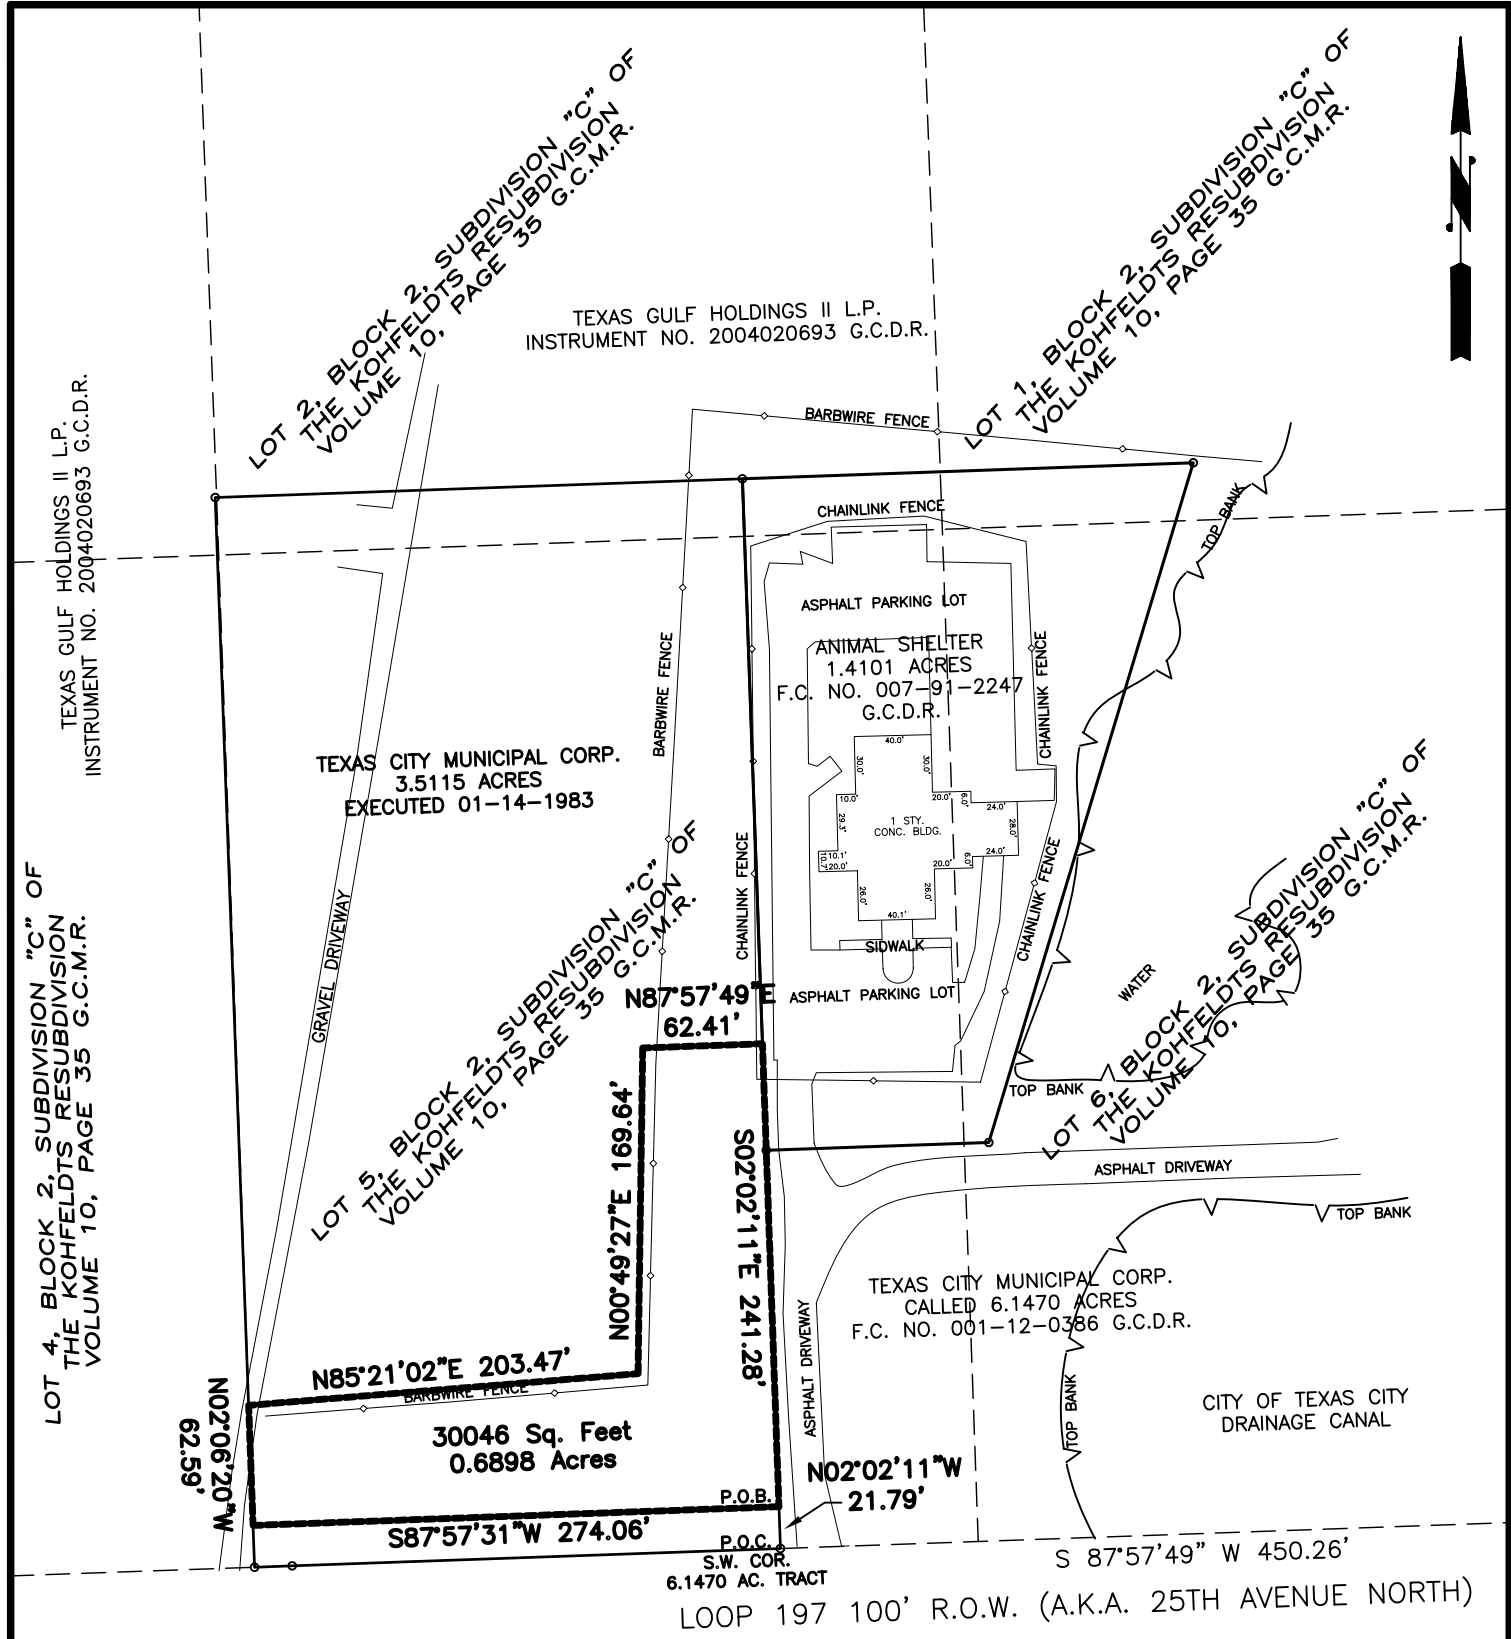 LOT 2, BLOCK 2, SUBDIVISION "C" OF
THE KOHFELDTS RESUBDIVISION
VOLUME 10, PAGE 35 G.C.M.R.
LOT 1, BLOCK 2, SUBDIVISION "C" OF
THE KOHFELDTS RESUBDIVISION
VOLUME 10, PAGE 35 G.C.M.R.
N
TEXAS GULF HOLDINGS II L.P.
INSTRUMENT NO. 2004020693 G.C.D.R.
TEXAS GULF HOLDINGS II L.P.
INSTRUMENT NO. 2004020693 G.C.D.R.
BARBWIRE FENCE
CHAINLINK FENCE
TOP BANK
ASPHALT PARKING LOT
ANIMAL SHELTER
1.4101 ACRES
F.C. NO. 007-91-2247
G.C.D.R.
BARBWIRE FENCE
CHAINLINK FENCE
TEXAS CITY MUNICIPAL CORP.
3.5115 ACRES
EXECUTED 01-14-1983
40.0'
30.0'
30.0'
10.0'
20.0'
6.0'
24.0'
29.3'
1 STY.
CONC. BLDG.
28.0'
10.7'
10.1'
20.0'
20.0'
6.0'
24.0'
26.0'
26.0'
40.1'
SIDWALK
CHAINLINK FENCE
CHAINLINK FENCE
GRAVEL DRIVEWAY
LOT 4, BLOCK 2, SUBDIVISION "C" OF
THE KOHFELDTS RESUBDIVISION
VOLUME 10, PAGE 35 G.C.M.R.
LOT 5, BLOCK 2, SUBDIVISION "C" OF
THE KOHFELDTS RESUBDIVISION
VOLUME 10, PAGE 35 G.C.M.R.
LOT 6, BLOCK 2, SUBDIVISION "C" OF
THE KOHFELDTS RESUBDIVISION
VOLUME 10, PAGE 35 G.C.M.R.
WATER
N87°57'49"E
62.41'
ASPHALT PARKING LOT
TOP BANK
N00°49'27"E 169.64'
S02°02'11"E 241.28'
ASPHALT DRIVEWAY
TOP BANK
TEXAS CITY MUNICIPAL CORP.
CALLED 6.1470 ACRES
F.C. NO. 001-12-0386 G.C.D.R.
ASPHALT DRIVEWAY
N85°21'02"E 203.47'
BARBWIRE FENCE
TOP BANK
CITY OF TEXAS CITY
DRAINAGE CANAL
30046 Sq. Feet
0.6898 Acres
N02°06'20"W
62.59'
N02°02'11"W
21.79'
P.O.B.
S87°57'31"W 274.06'
P.O.C.
S.W. COR.
6.1470 AC. TRACT
S 87°57'49" W 450.26'
LOOP 197 100' R.O.W. (A.K.A. 25TH AVENUE NORTH)